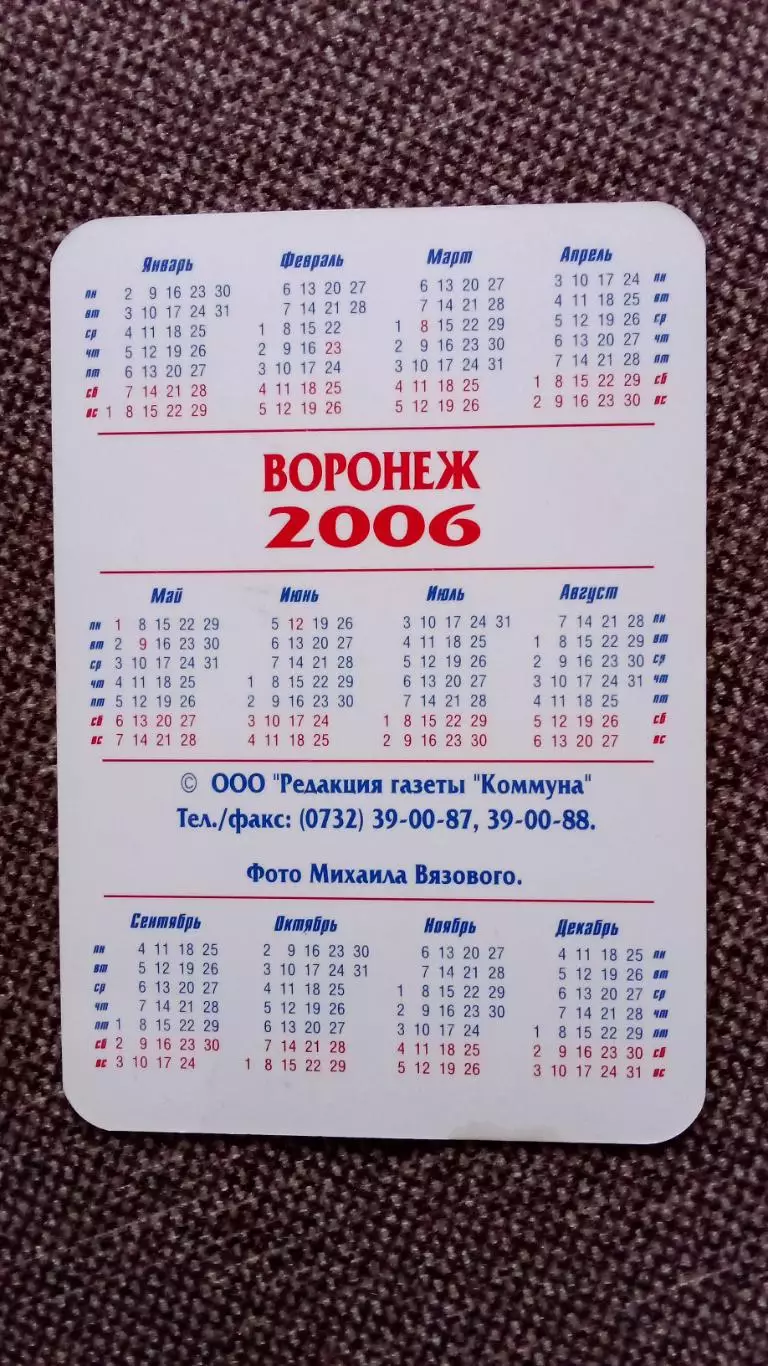 Январь Февраль Март Апрель
пн 2 9 16 23 30 6 13 20 27 6 13 20 27 3 10 17 24 пн
вт 3 10 17 24 31 7 14 21 28 7 14 21 28 4 11 18 25 вт
ср 4 11 18 25 1 8 15 22 1 8 15 22 29 5 12 19 26 ср
чт 5 12 19 26 2 9 16 23 2 9 16 23 30 6 13 20 27 чт
пт 6 13 20 27 3 10 17 24 3 10 17 24 31 7 14 21 28 пт
сб 7 14 21 28 4 11 18 25 4 11 18 25 1 8 15 22 29 сб
вс 1 8 15 22 29 5 12 19 26 5 12 19 26 2 9 16 23 30 вс
ВОРОНЕЖ
2006
Май Июнь Июль Август
пн 1 8 15 22 29 5 12 19 26 3 10 17 24 31 7 14 21 28 пн
вт 2 9 16 23 30 6 13 20 27 4 11 18 25 1 8 15 22 29 вт
ср 3 10 17 24 31 7 14 21 28 5 12 19 26 2 9 16 23 30 ср
чт 4 11 18 25 1 8 15 22 29 6 13 20 27 3 10 17 24 31 чт
пт 5 12 19 26 2 9 16 23 30 7 14 21 28 4 11 18 25 пт
сб 6 13 20 27 3 10 17 24 1 8 15 22 29 5 12 19 26 сб
вс 7 14 21 28 4 11 18 25 2 9 16 23 30 6 13 20 27 вс
© ООО "Редакция газеты "Коммуна"
Тел./факс: (0732) 39-00-87, 39-00-88.
Фото Михаила Вязового.
Сентябрь Октябрь Ноябрь Декабрь
пн 4 11 18 25 2 9 16 23 30 6 13 20 27 4 11 18 25 пн
вт 5 12 19 26 3 10 17 24 31 7 14 21 28 5 12 19 26 вт
ср 6 13 20 27 4 11 18 25 1 8 15 22 29 6 13 20 27 ср
чт 7 14 21 28 5 12 19 26 2 9 16 23 30 7 14 21 28 чт
пт 1 8 15 22 29 6 13 20 27 3 10 17 24 1 8 15 22 29 пт
сб 2 9 16 23 30 7 14 21 28 4 11 18 25 2 9 16 23 30 сб
вс 3 10 17 24 1 8 15 22 29 5 12 19 26 3 10 17 24 31 вс